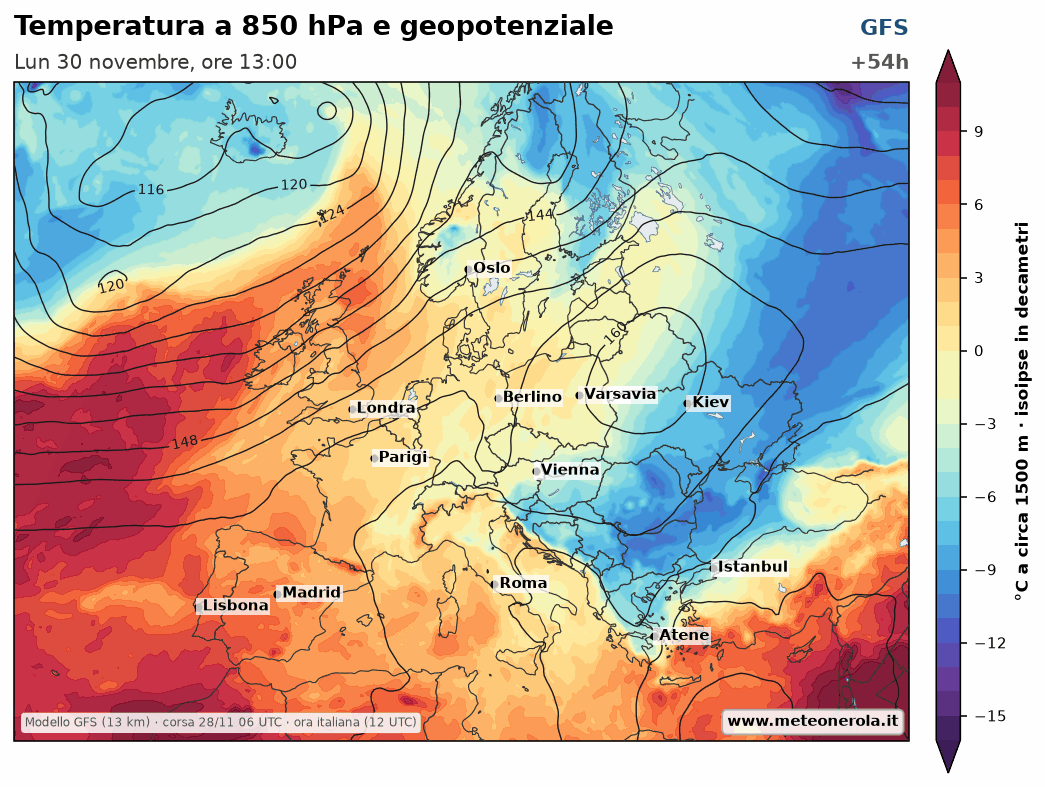 Temperatura a 850 hPa e geopotenziale
GFS
Lun 30 novembre, ore 13:00
+54h
116
120
124
144
120
Oslo
160
Berlino
Varsavia
Kiev
Londra
148
Parigi
Vienna
Istanbul
Roma
Madrid
Lisbona
Atene
Modello GFS (13 km) · corsa 28/11 06 UTC · ora italiana (12 UTC)
www.meteonerola.it
9
6
3
0
−3
−6
−9
−12
−15
°C a circa 1500 m · isoipse in decametri